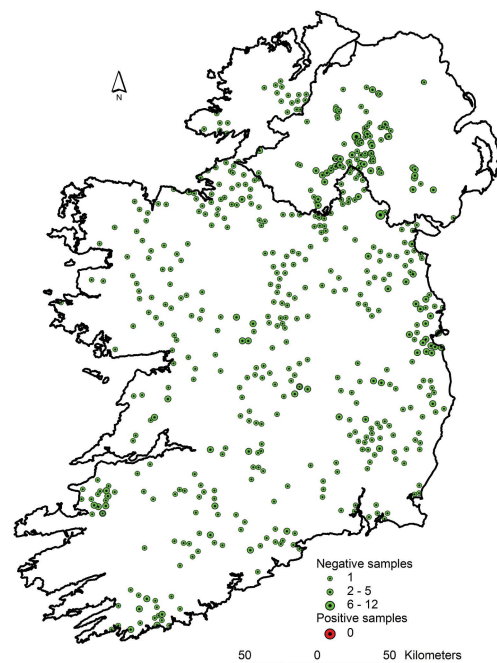 N
Negative samples
1
2 - 5
6 - 12
Positive samples
0
50 0 50 Kilometers